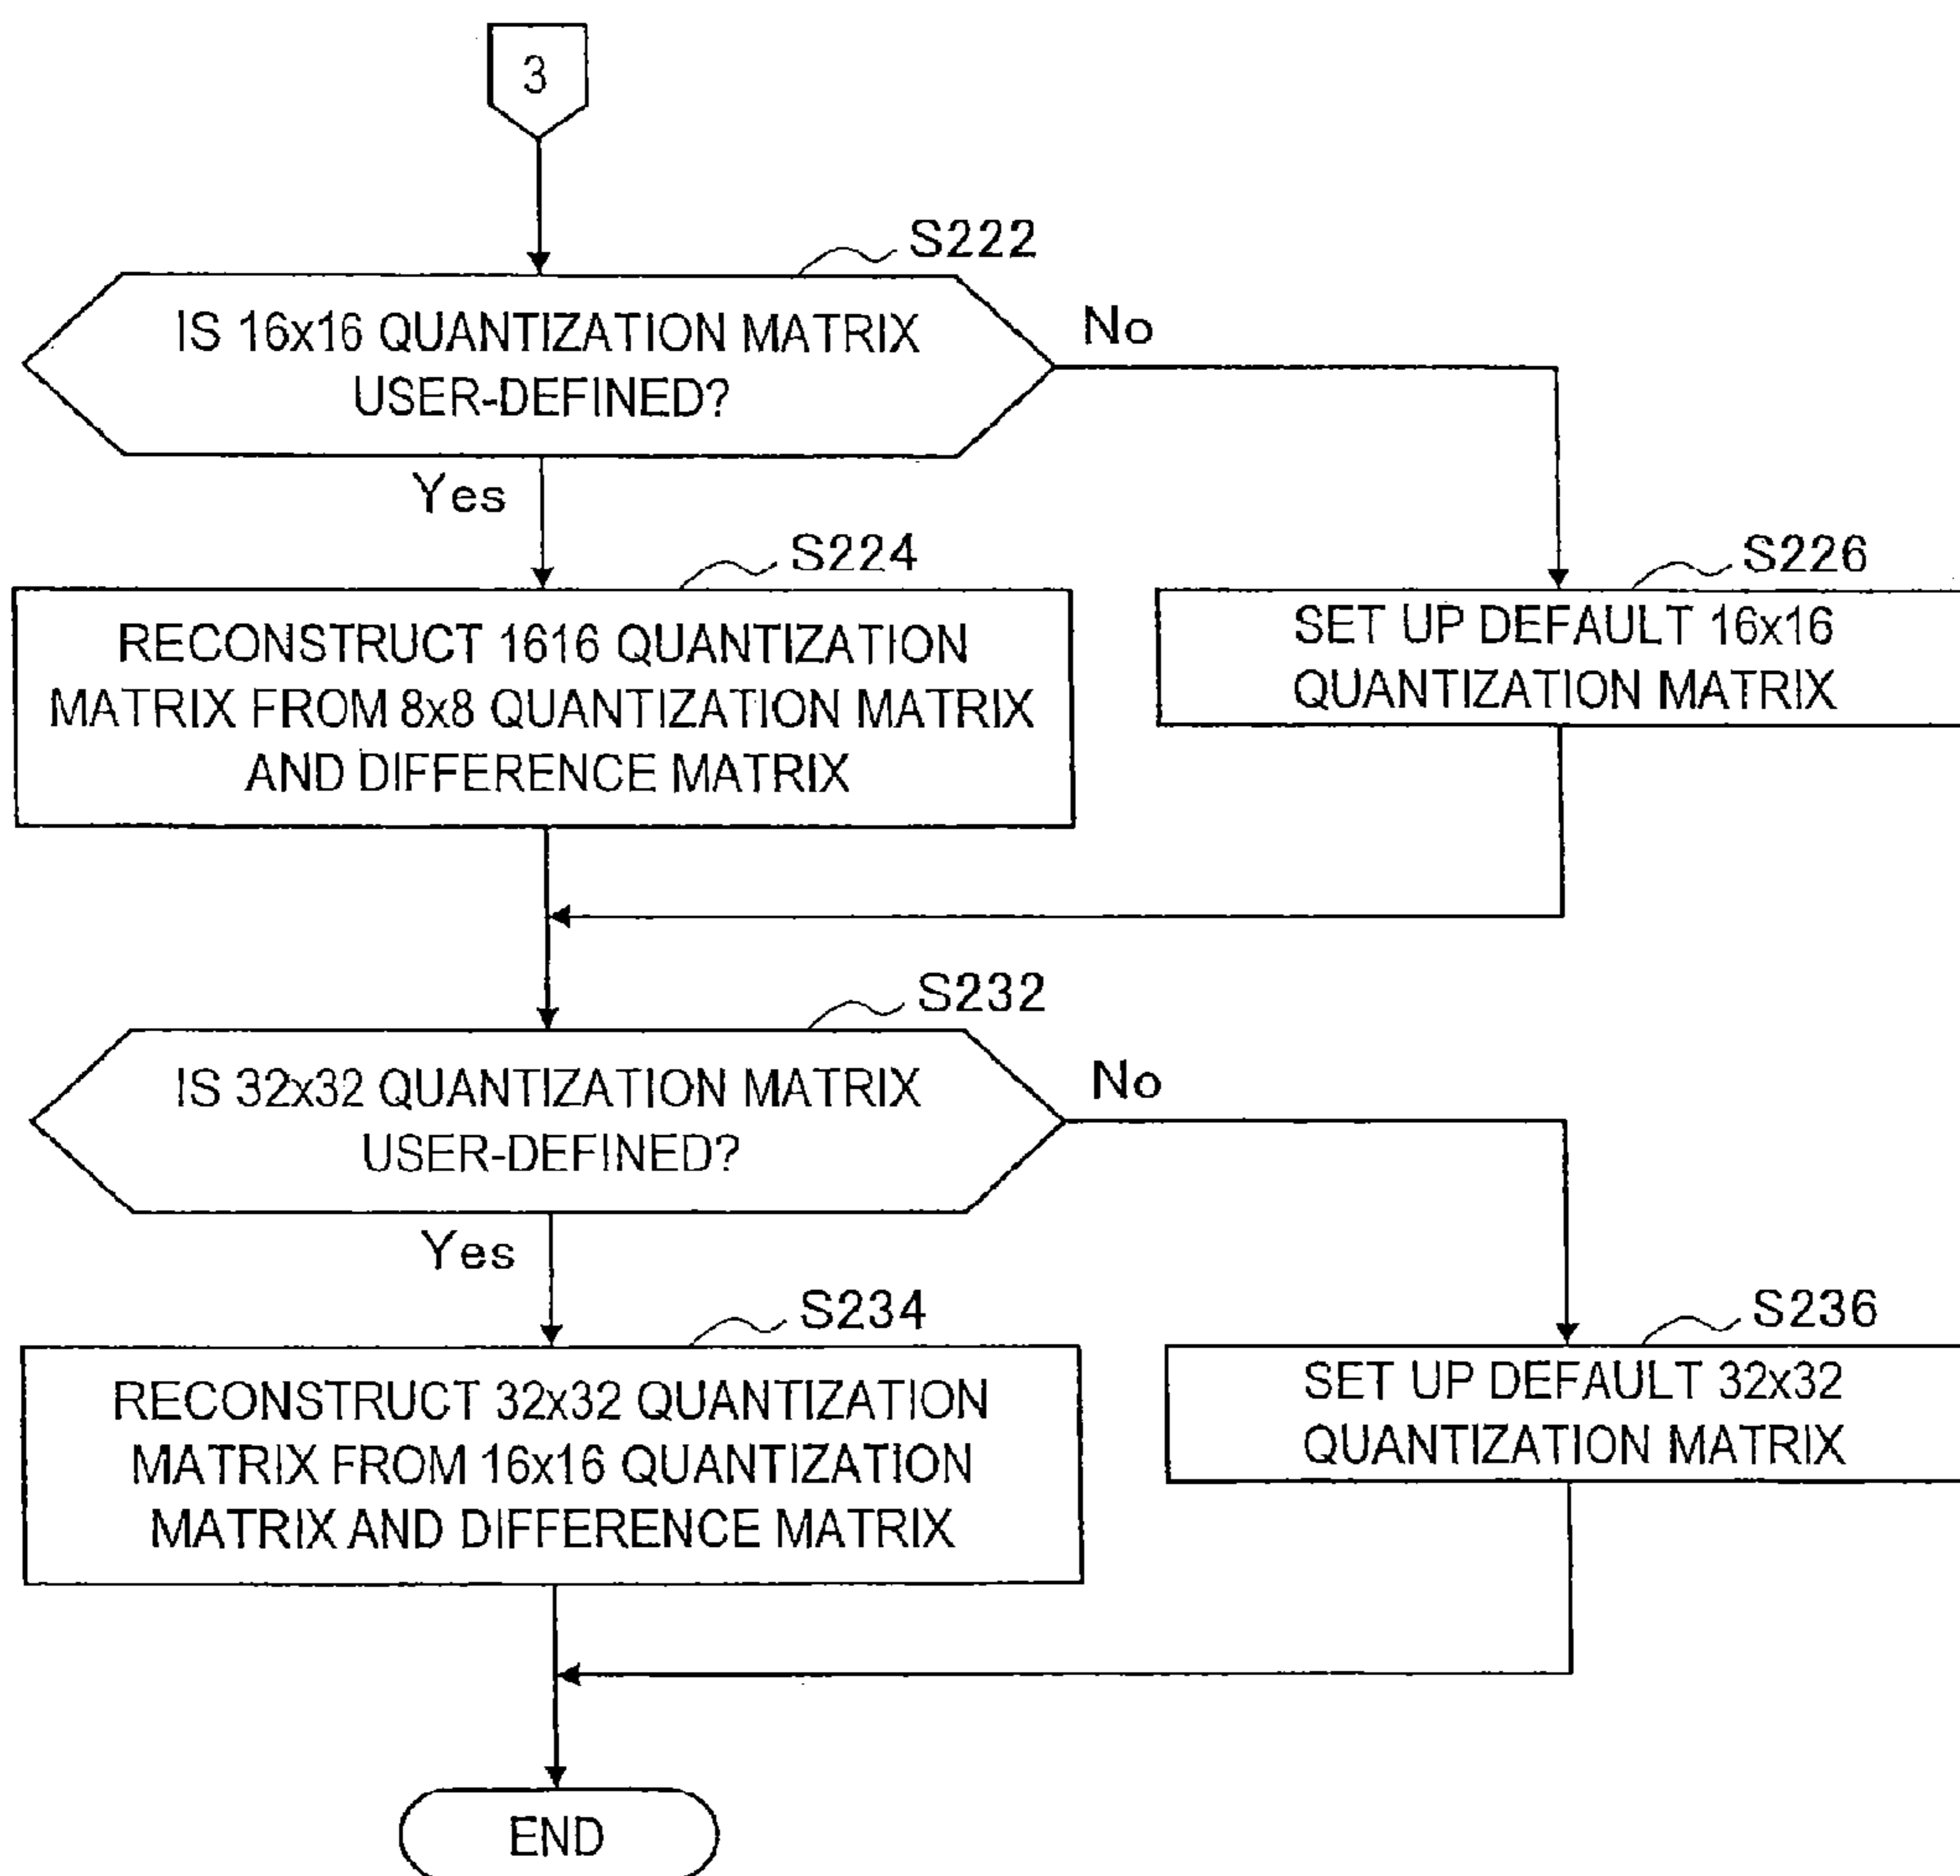 3
S222
IS 16x16 QUANTIZATION MATRIX
USER-DEFINED?
No
Yes
S224
RECONSTRUCT 1616 QUANTIZATION
MATRIX FROM 8x8 QUANTIZATION MATRIX
AND DIFFERENCE MATRIX
S226
SET UP DEFAULT 16x16
QUANTIZATION MATRIX
S232
IS 32x32 QUANTIZATION MATRIX
USER-DEFINED?
No
Yes
S234
RECONSTRUCT 32x32 QUANTIZATION
MATRIX FROM 16x16 QUANTIZATION
MATRIX AND DIFFERENCE MATRIX
S236
SET UP DEFAULT 32x32
QUANTIZATION MATRIX
END